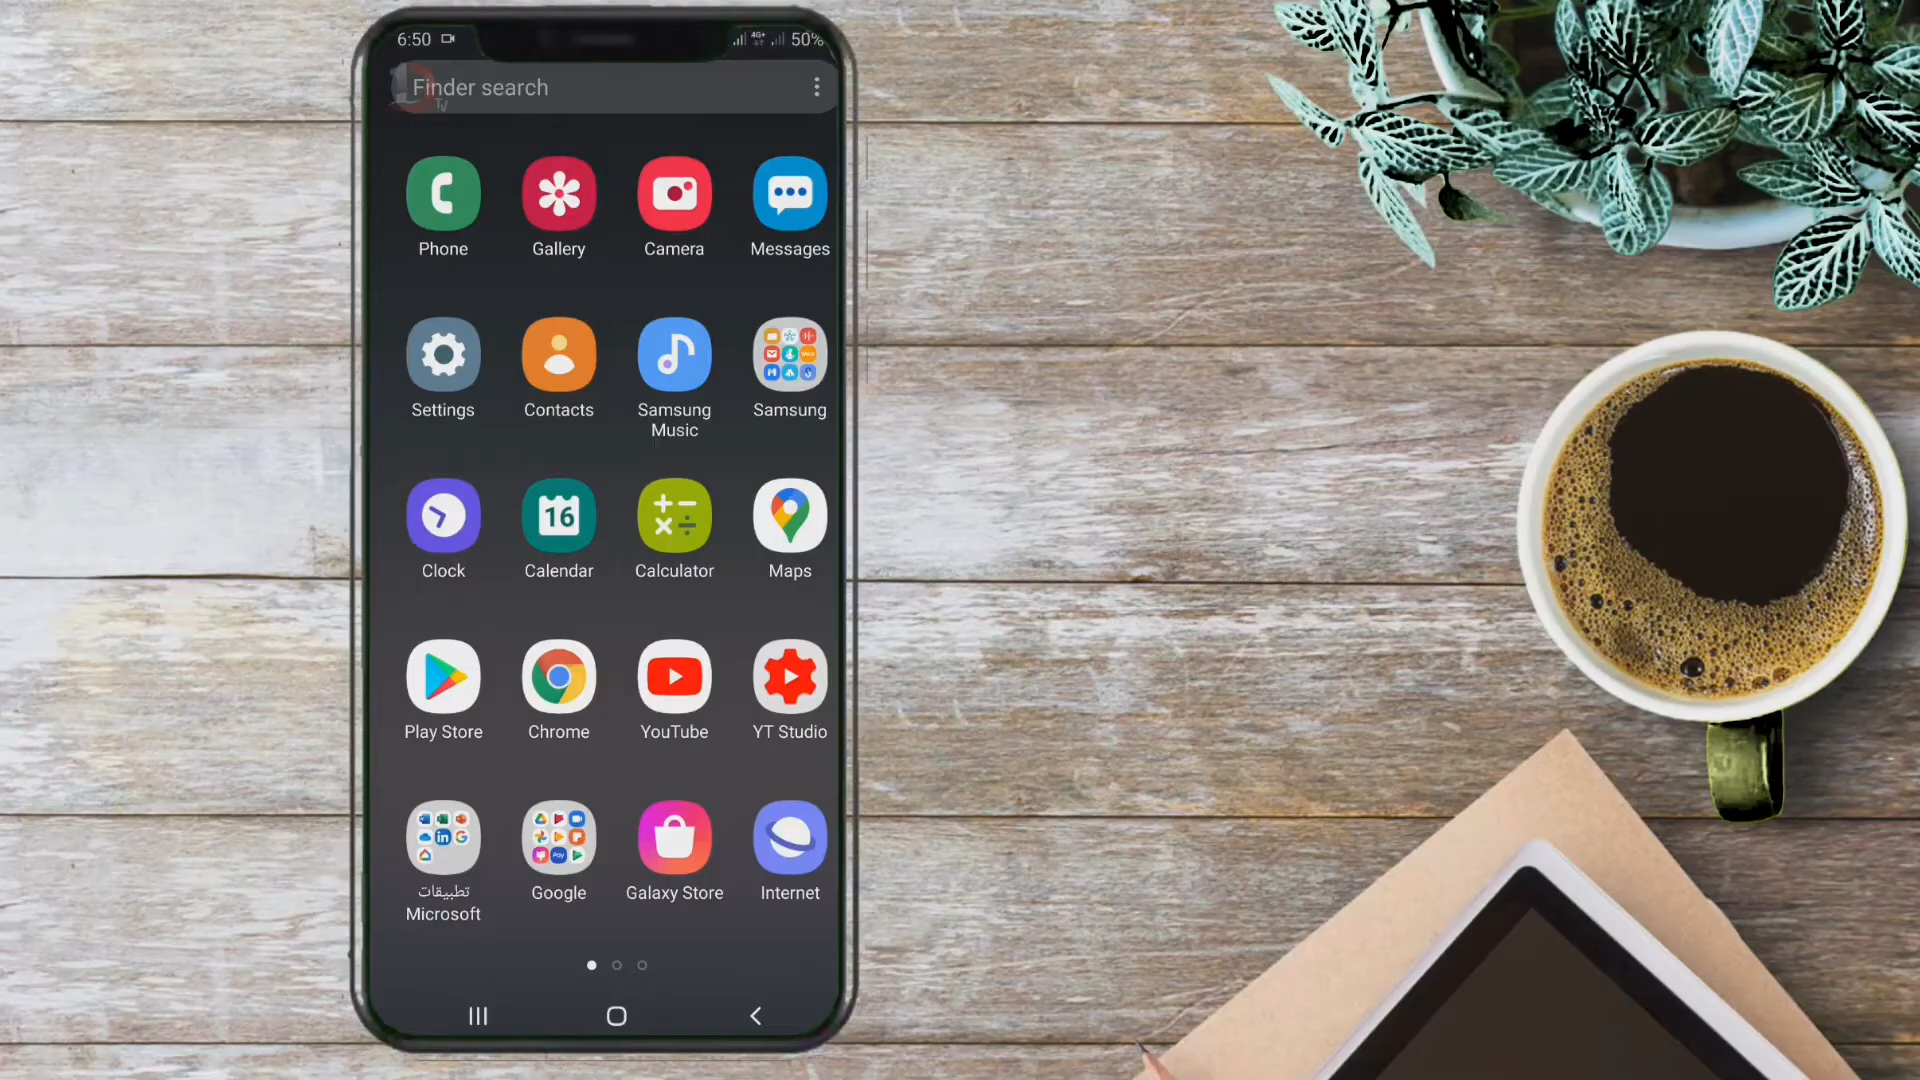 6:50 4G+ 50%
Finder search
Phone Gallery Camera Messages
Settings Contacts Samsung Music Samsung
16
Clock Calendar Calculator Maps
Play Store Chrome YouTube YT Studio
تطبيقات Microsoft Google Galaxy Store Internet